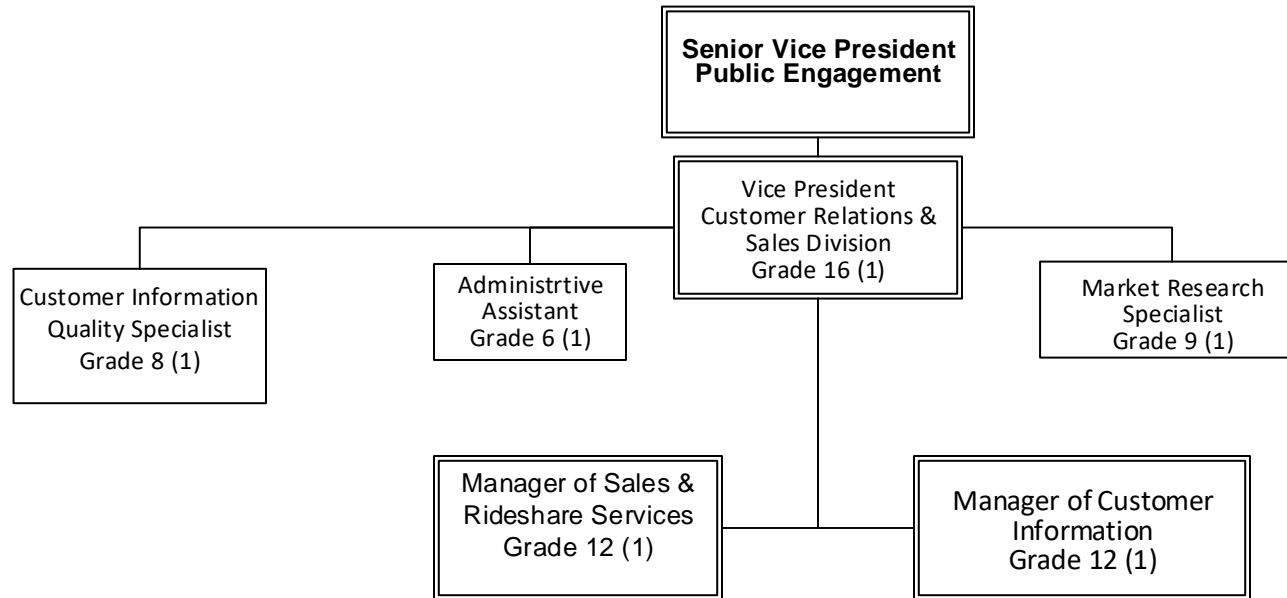 Senior Vice President
Public Engagement
Vice President
Customer Relations &
Sales Division
Grade 16 (1)
Customer Information
Quality Specialist
Grade 8 (1)
Administrtive
Assistant
Grade 6 (1)
Market Research
Specialist
Grade 9 (1)
Manager of Sales &
Rideshare Services
Grade 12 (1)
Manager of Customer
Information
Grade 12 (1)